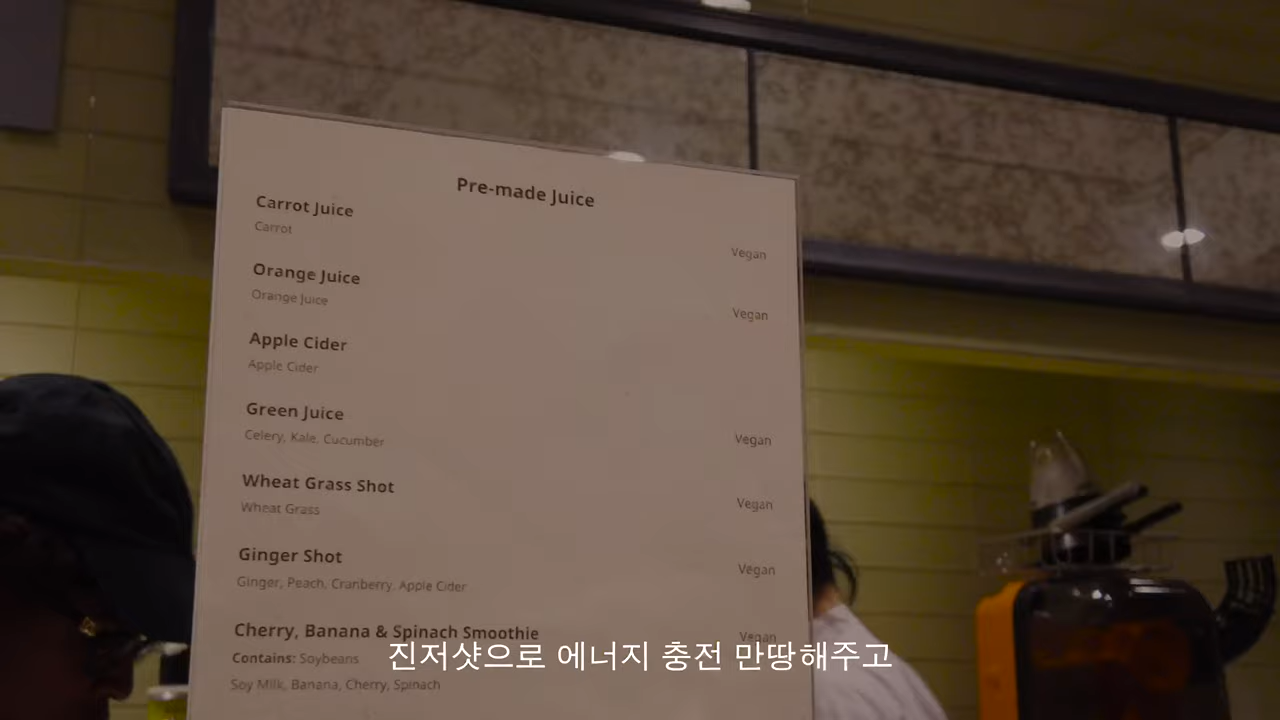 Pre-made Juice
Carrot Juice
Carrot
Vegan
Orange Juice
Orange Juice
Vegan
Apple Cider
Apple Cider
Green Juice
Celery, Kale, Cucumber
Vegan
Wheat Grass Shot
Wheat Grass
Vegan
Ginger Shot
Ginger, Peach, Cranberry, Apple Cider
Vegan
Cherry, Banana & Spinach Smoothie
Vegan
Contains: Soybeans
Soy Milk, Banana, Cherry, Spinach
진저샷으로 에너지 충전 만땅해주고